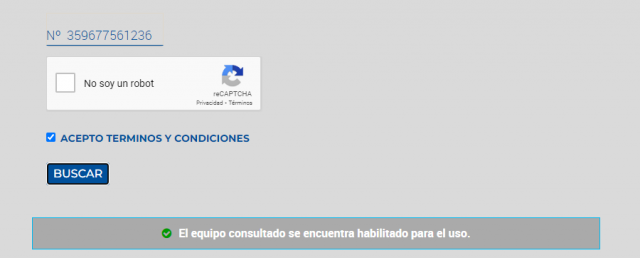 Nº 359677561236
No soy un robot
reCAPTCHA
Privacidad - Términos
ACEPTO TERMINOS Y CONDICIONES
BUSCAR
El equipo consultado se encuentra habilitado para el uso.